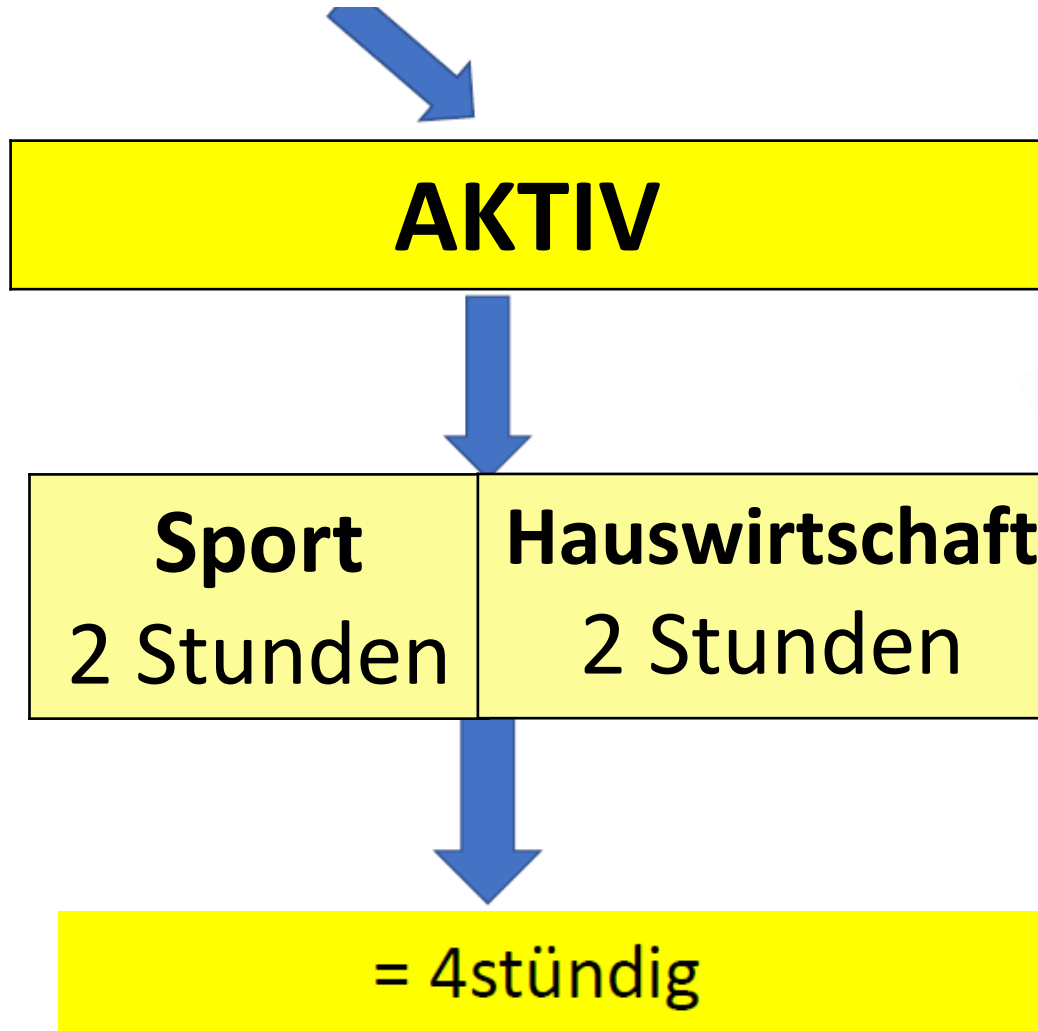 AKTIV
Sport
2 Stunden
Hauswirtschaft
2 Stunden
= 4stündig